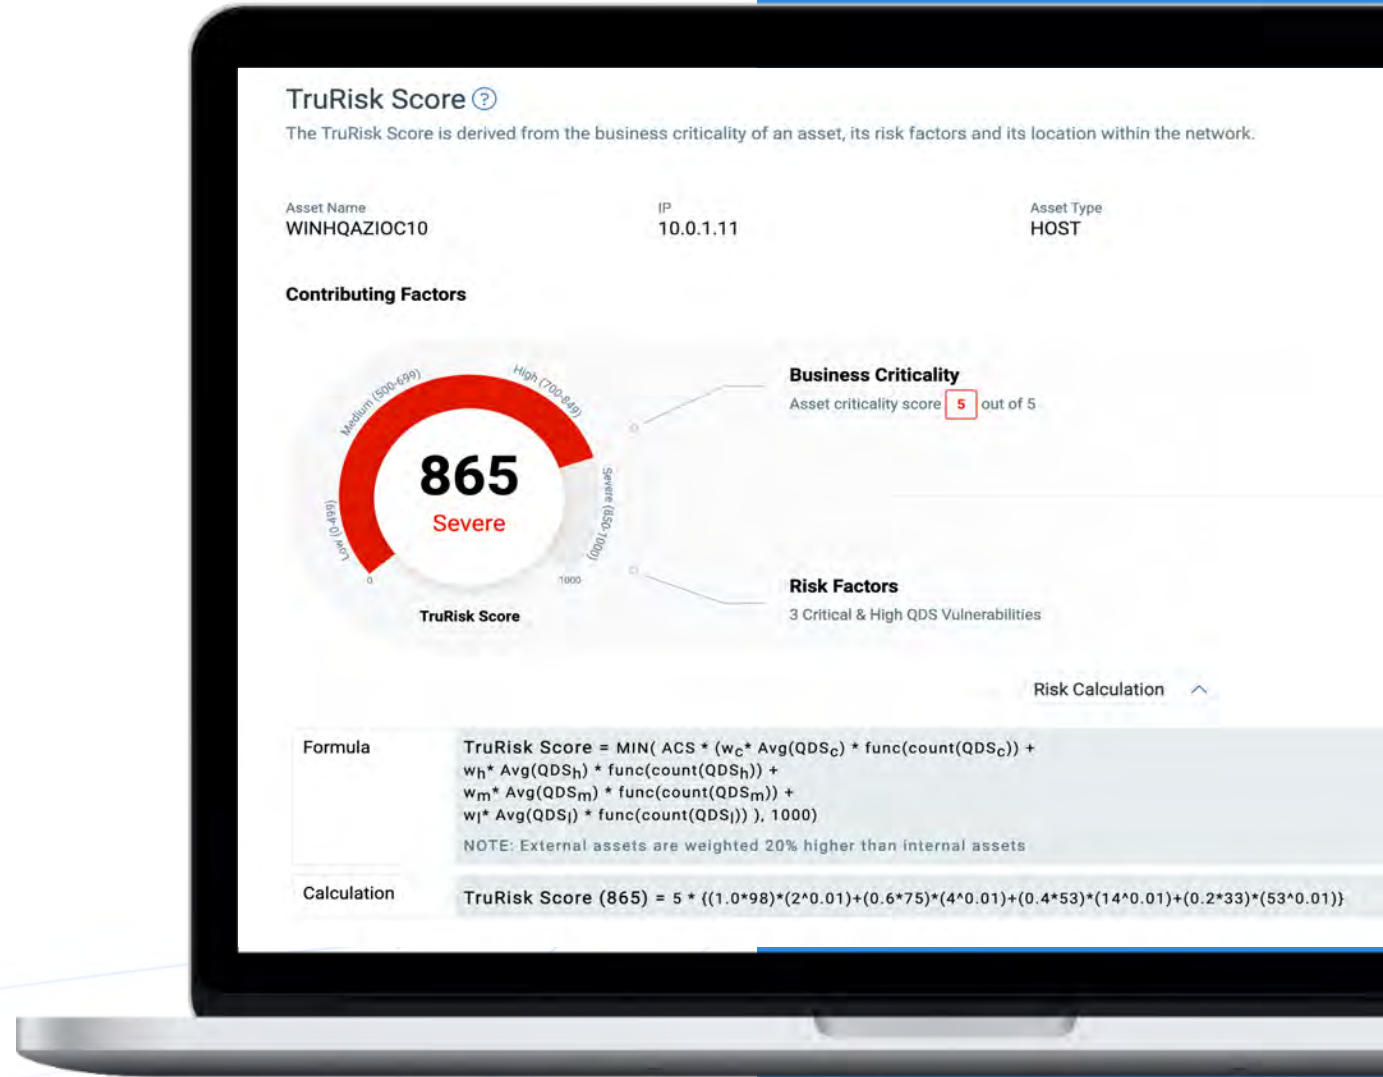 TruRisk Score ?
The TruRisk Score is derived from the business criticality of an asset, its risk factors and its location within the network.
Asset Name
WINHQAZIOC10
IP
10.0.1.11
Asset Type
HOST
Contributing Factors
Low (0-499)
Medium (500-699)
High (700-849)
Severe (850-1000)
865
Severe
0
1000
TruRisk Score
Business Criticality
Asset criticality score 5 out of 5
Risk Factors
3 Critical & High QDS Vulnerabilities
Risk Calculation
Formula
TruRisk Score = MIN( ACS * (wc* Avg(QDSc) * func(count(QDSc)) +
wh* Avg(QDSh) * func(count(QDSh)) +
wm* Avg(QDSm) * func(count(QDSm)) +
wl* Avg(QDSl) * func(count(QDSl)) ), 1000)
NOTE: External assets are weighted 20% higher than internal assets
Calculation
TruRisk Score (865) = 5 * {(1.0*98)*(2^0.01)+(0.6*75)*(4^0.01)+(0.4*53)*(14^0.01)+(0.2*33)*(53^0.01)}